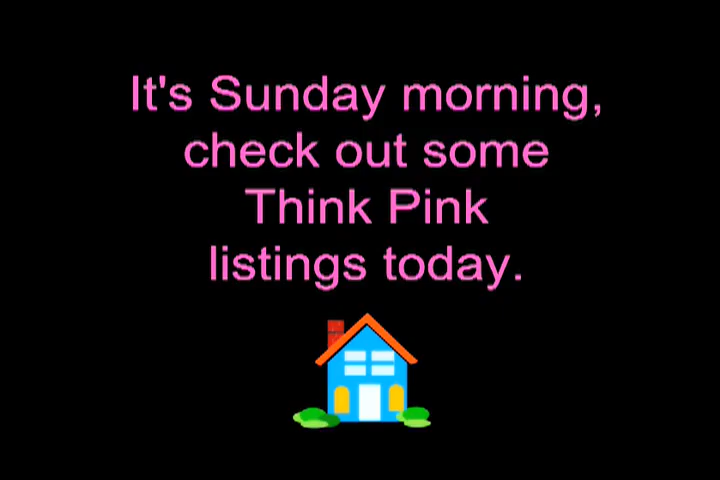 It's Sunday morning,
check out some
Think Pink
listings today.